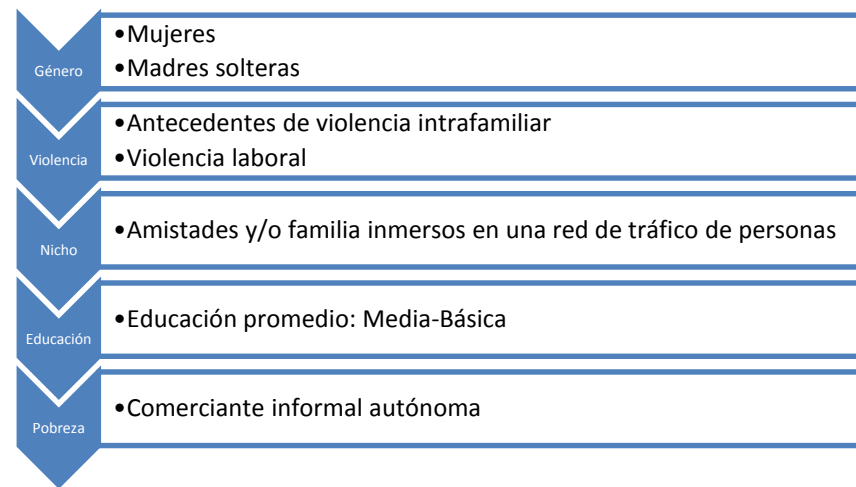 Género
•Mujeres
•Madres solteras
Violencia
•Antecedentes de violencia intrafamiliar
•Violencia laboral
Nicho
•Amistades y/o familia inmersos en una red de tráfico de personas
Educación
•Educación promedio: Media-Básica
Pobreza
•Comerciante informal autónoma